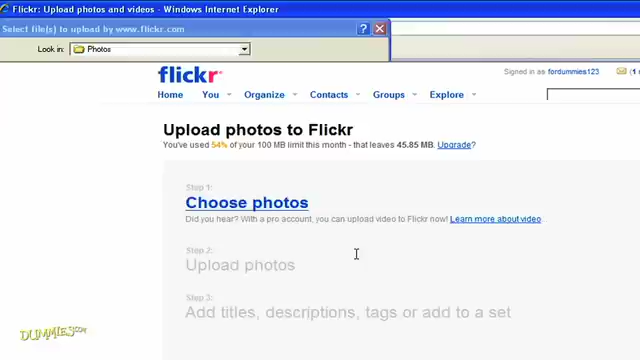 Flickr: Upload photos and videos - Windows Internet Explorer
Select file(s) to upload by www.flickr.com
Look in: Photos
flickr
Signed in as fordummies123 (1
Home You Organize Contacts Groups Explore
Upload photos to Flickr
You've used 54% of your 100 MB limit this month - that leaves 45.85 MB. Upgrade?
Step 1:
Choose photos
Did you hear? With a pro account, you can upload video to Flickr now! Learn more about video.
Step 2:
Upload photos
Step 3:
Add titles, descriptions, tags or add to a set
DUMMIES.COM